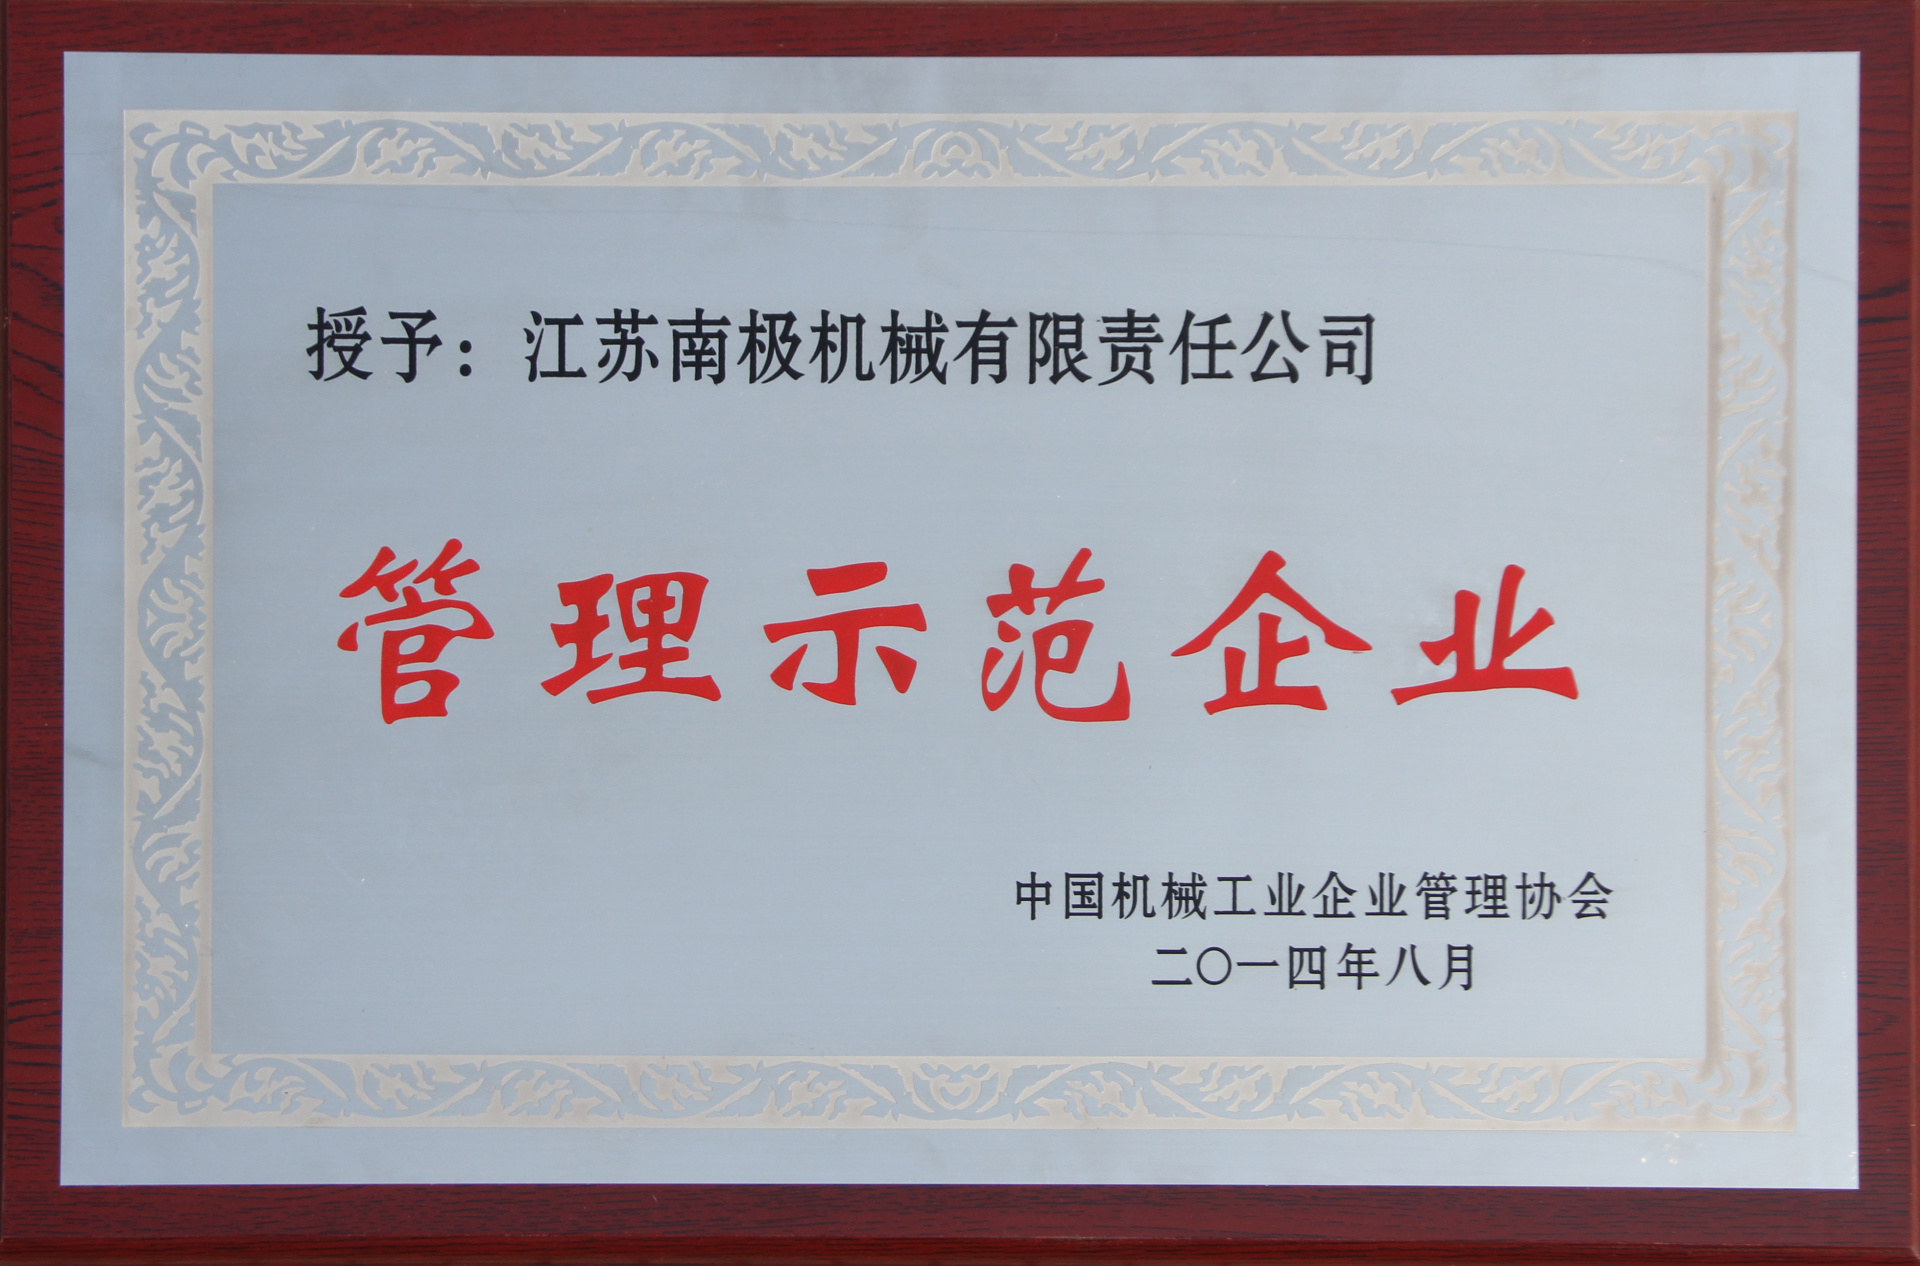 授予：江苏南极机械有限责任公司
管理示范企业
中国机械工业企业管理协会
二〇一四年八月